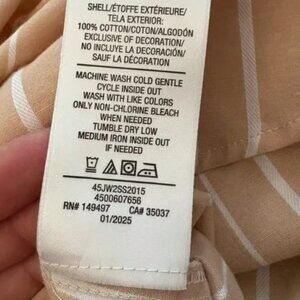 SHELL/ÉTOFFE EXTÉRIEURE/
TELA EXTERIOR:
100% COTTON/COTON/ALGODÓN
EXCLUSIVE OF DECORATION/
NO INCLUYE LA DECORACIÓN/
SAUF LA DÉCORATION
MACHINE WASH COLD GENTLE
CYCLE INSIDE OUT
WASH WITH LIKE COLORS
ONLY NON-CHLORINE BLEACH
WHEN NEEDED
TUMBLE DRY LOW
MEDIUM IRON INSIDE OUT
IF NEEDED
45JW2SS2015
4500607656
RN# 149497 CA# 35037
01/2025